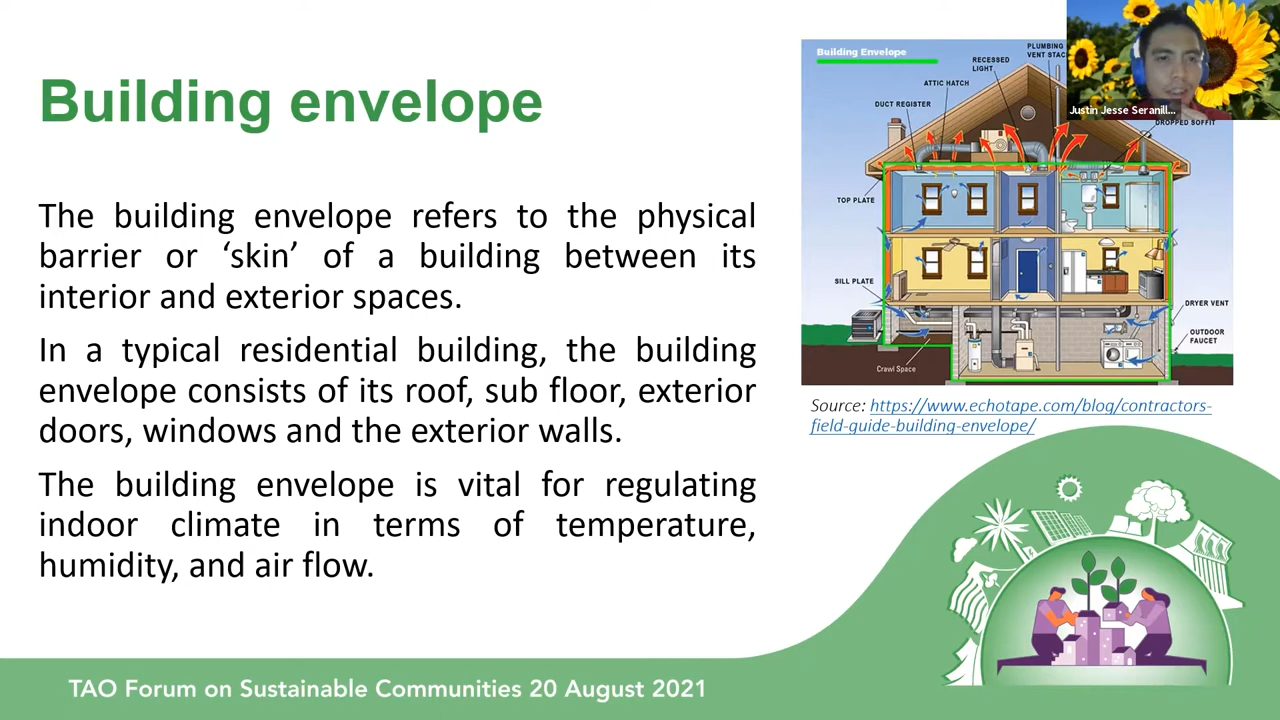 Building envelope
The building envelope refers to the physical
barrier or ‘skin’ of a building between its
interior and exterior spaces.
In a typical residential building, the building
envelope consists of its roof, sub floor, exterior
doors, windows and the exterior walls.
The building envelope is vital for regulating
indoor climate in terms of temperature,
humidity, and air flow.
Building Envelope
PLUMBING
VENT STAC
RECESSED
LIGHT
ATTIC HATCH
DUCT REGISTER
Justin Jesse Seranill...
DROPPED SOFFIT
TOP PLATE
SILL PLATE
DRYER VENT
OUTDOOR
FAUCET
Crawl Space
Source: https://www.echotape.com/blog/contractors-
field-guide-building-envelope/
TAO Forum on Sustainable Communities 20 August 2021